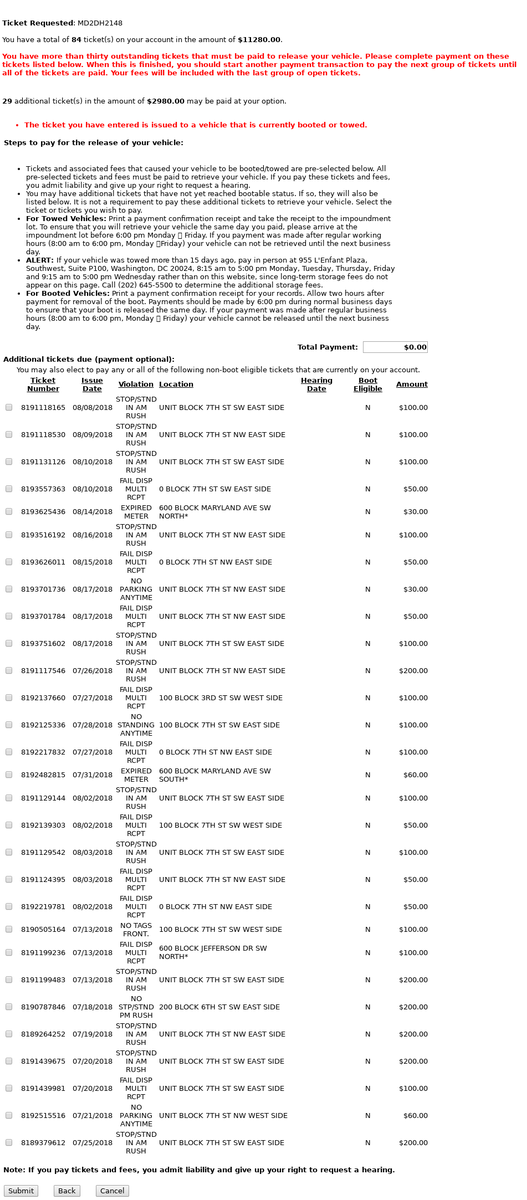 Ticket Requested: MD2DH2148
You have a total of 84 ticket(s) on your account in the amount of $11280.00.
You have more than thirty outstanding tickets that must be paid to release your vehicle. Please complete payment on these
tickets listed below. When this is finished, you should start another payment transaction to pay the next group of tickets until
all of the tickets are paid. Your fees will be included with the last group of open tickets.
29 additional ticket(s) in the amount of $2980.00 may be paid at your option.
• The ticket you have entered is issued to a vehicle that is currently booted or towed.
Steps to pay for the release of your vehicle:
• Tickets and associated fees that caused your vehicle to be booted/towed are pre-selected below. All
pre-selected tickets and fees must be paid to retrieve your vehicle. If you pay these tickets and fees,
you admit liability and give up your right to request a hearing.
• You may have additional tickets that have not yet reached bootable status. If so, they will also be
listed below. It is not a requirement to pay these additional tickets to retrieve your vehicle. Select the
ticket or tickets you wish to pay.
• For Towed Vehicles: Print a payment confirmation receipt and take the receipt to the impoundment
lot. To ensure that you will retrieve your vehicle the same day you paid, please arrive at the
impoundment lot before 6:00 pm Monday  Friday. If you payment was made after regular working
hours (8:00 am to 6:00 pm, Monday Friday) your vehicle can not be retrieved until the next business
day.
• ALERT: If your vehicle was towed more than 15 days ago, pay in person at 955 L'Enfant Plaza,
Southwest, Suite P100, Washington, DC 20024, 8:15 am to 5:00 pm Monday, Tuesday, Thursday, Friday
and 9:15 am to 5:00 pm Wednesday rather than on this website, since long-term storage fees do not
appear on this page. Call (202) 645-5500 to determine the additional storage fees.
• For Booted Vehicles: Print a payment confirmation receipt for your records. Allow two hours after
payment for removal of the boot. Payments should be made by 6:00 pm during normal business days
to ensure that your boot is released the same day. If your payment was made after regular business
hours (8:00 am to 6:00 pm, Monday  Friday) your vehicle cannot be released until the next business
day.
Total Payment: $0.00
Additional tickets due (payment optional):
You may also elect to pay any or all of the following non-boot eligible tickets that are currently on your account.
Ticket Number Issue Date Violation Location Hearing Date Boot Eligible Amount
8191118165 08/08/2018 STOP/STND IN AM RUSH UNIT BLOCK 7TH ST SW EAST SIDE N $100.00
8191118530 08/09/2018 STOP/STND IN AM RUSH UNIT BLOCK 7TH ST NW EAST SIDE N $100.00
8191131126 08/10/2018 STOP/STND IN AM RUSH UNIT BLOCK 7TH ST SW EAST SIDE N $100.00
8193557363 08/10/2018 FAIL DISP MULTI RCPT 0 BLOCK 7TH ST SW EAST SIDE N $50.00
8193625436 08/14/2018 EXPIRED METER 600 BLOCK MARYLAND AVE SW NORTH* N $30.00
8193516192 08/16/2018 STOP/STND IN AM RUSH UNIT BLOCK 7TH ST SW EAST SIDE N $100.00
8193626011 08/15/2018 FAIL DISP MULTI RCPT 0 BLOCK 7TH ST NW EAST SIDE N $50.00
8193701736 08/17/2018 NO PARKING ANYTIME UNIT BLOCK 7TH ST NW EAST SIDE N $30.00
8193701784 08/17/2018 FAIL DISP MULTI RCPT UNIT BLOCK 7TH ST NW EAST SIDE N $50.00
8193751602 08/17/2018 STOP/STND IN AM RUSH UNIT BLOCK 7TH ST SW EAST SIDE N $100.00
8191117546 07/26/2018 STOP/STND IN AM RUSH UNIT BLOCK 7TH ST NW EAST SIDE N $200.00
8192137660 07/27/2018 FAIL DISP MULTI RCPT 100 BLOCK 3RD ST SW WEST SIDE N $100.00
8192125336 07/28/2018 NO STANDING ANYTIME 100 BLOCK 7TH ST SW EAST SIDE N $100.00
8192217832 07/27/2018 FAIL DISP MULTI RCPT 0 BLOCK 7TH ST NW EAST SIDE N $100.00
8192482815 07/31/2018 EXPIRED METER 600 BLOCK MARYLAND AVE SW SOUTH* N $60.00
8191129144 08/02/2018 STOP/STND IN AM RUSH UNIT BLOCK 7TH ST SW EAST SIDE N $100.00
8192139303 08/02/2018 FAIL DISP MULTI RCPT 100 BLOCK 7TH ST SW WEST SIDE N $50.00
8191129542 08/03/2018 STOP/STND IN AM RUSH UNIT BLOCK 7TH ST SW EAST SIDE N $100.00
8191124395 08/03/2018 FAIL DISP MULTI RCPT UNIT BLOCK 7TH ST NW EAST SIDE N $50.00
8192219781 08/02/2018 FAIL DISP MULTI RCPT 0 BLOCK 7TH ST NW EAST SIDE N $50.00
8190505164 07/13/2018 NO TAGS FRONT. 100 BLOCK 7TH ST SW WEST SIDE N $100.00
8191199236 07/13/2018 FAIL DISP MULTI RCPT 600 BLOCK JEFFERSON DR SW NORTH* N $100.00
8191199483 07/13/2018 STOP/STND IN AM RUSH UNIT BLOCK 7TH ST SW EAST SIDE N $200.00
8190787846 07/18/2018 NO STP/STND PM RUSH 200 BLOCK 6TH ST SW EAST SIDE N $200.00
8189264252 07/19/2018 STOP/STND IN AM RUSH UNIT BLOCK 7TH ST NW EAST SIDE N $200.00
8191439675 07/20/2018 STOP/STND IN AM RUSH UNIT BLOCK 7TH ST SW EAST SIDE N $200.00
8191439981 07/20/2018 FAIL DISP MULTI RCPT UNIT BLOCK 7TH ST SW EAST SIDE N $100.00
8192515516 07/21/2018 NO PARKING ANYTIME UNIT BLOCK 7TH ST NW WEST SIDE N $60.00
8189379612 07/25/2018 STOP/STND IN AM RUSH UNIT BLOCK 7TH ST SW EAST SIDE N $200.00
Note: If you pay tickets and fees, you admit liability and give up your right to request a hearing.
Submit Back Cancel